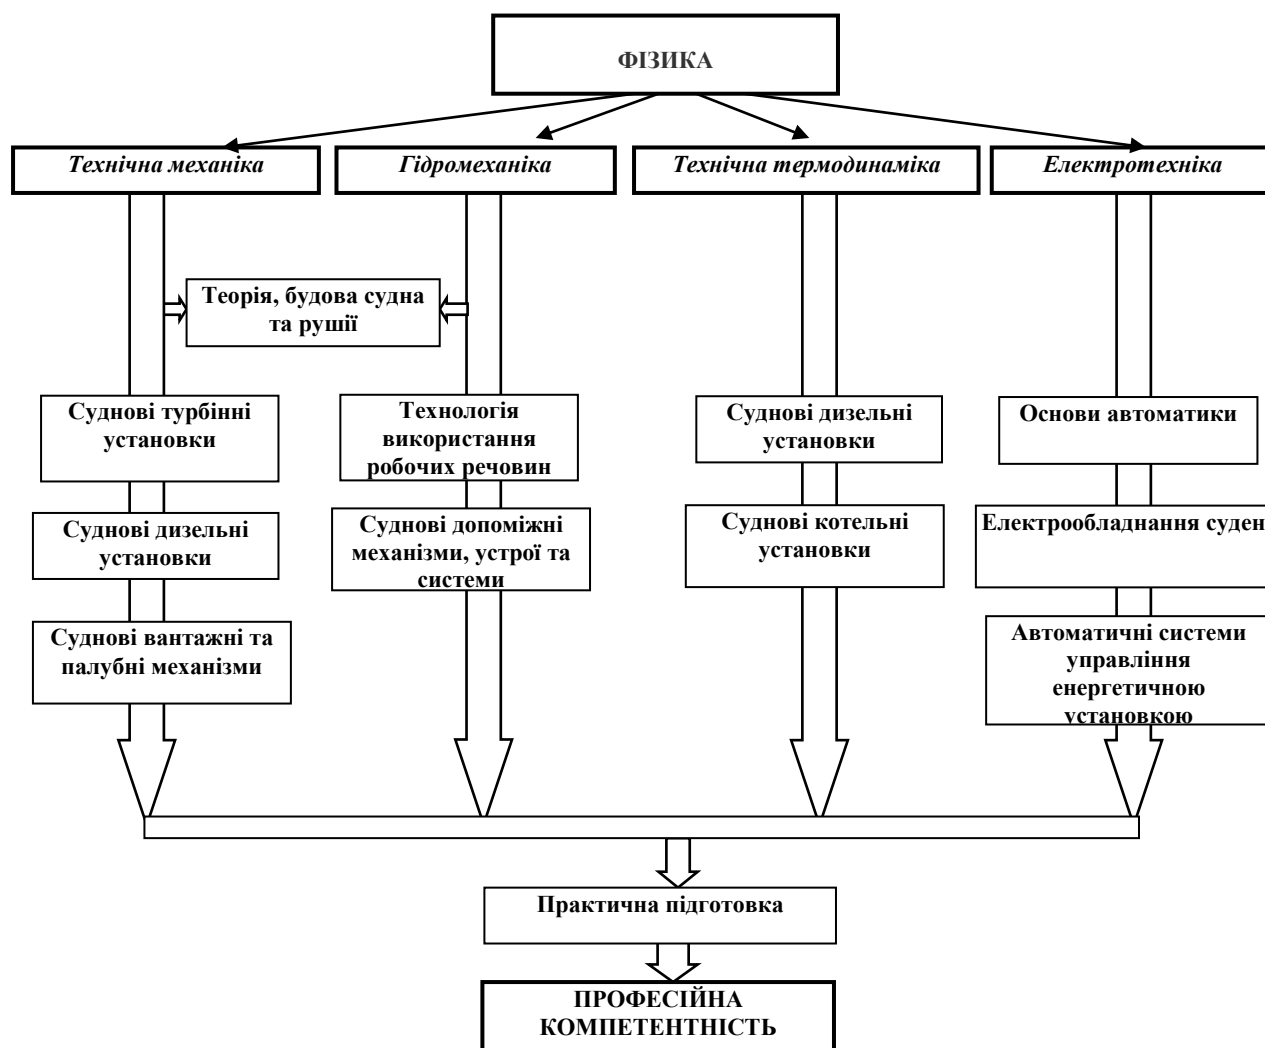 ФІЗИКА
Технічна механіка
Гідромеханіка
Технічна термодинаміка
Електротехніка
Теорія, будова судна
та рушії
Суднові турбінні
установки
Технологія
використання
робочих речовин
Суднові дизельні
установки
Основи автоматики
Суднові дизельні
установки
Суднові допоміжні
механізми, устрої та
системи
Суднові котельні
установки
Електрообладнання суден
Суднові вантажні та
палубні механізми
Автоматичні системи
управління
енергетичною
установкою
Практична підготовка
ПРОФЕСІЙНА
КОМПЕТЕНТНІСТЬ